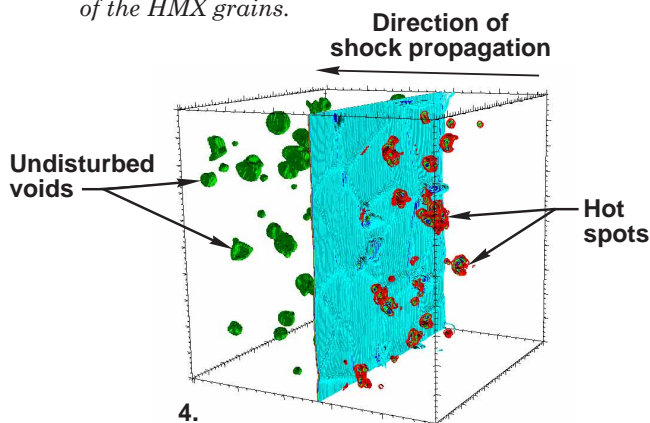 of the HMX grains.
Direction of
shock propagation
Undisturbed
voids
Hot
spots
4.